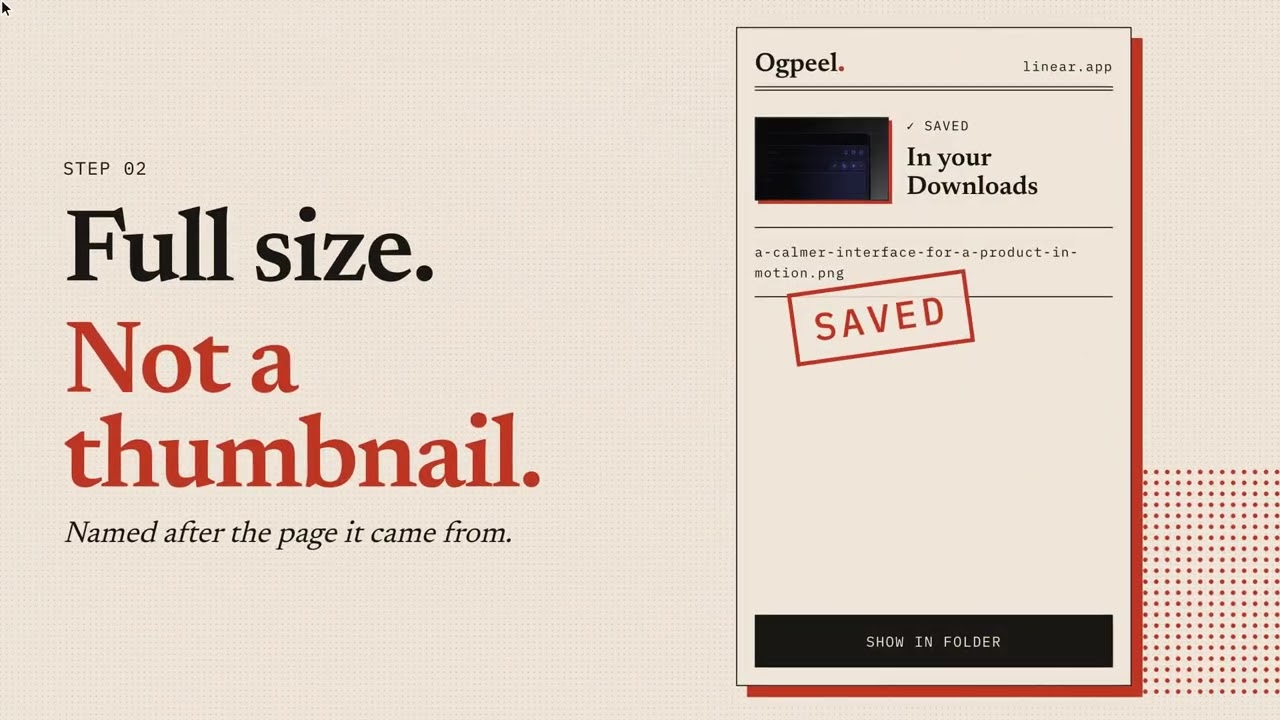 STEP 02
Full size.
Not a
thumbnail.
Named after the page it came from.
Ogpeel.
linear.app
✓ SAVED
In your
Downloads
a-calmer-interface-for-a-product-in-
motion.png
SAVED
SHOW IN FOLDER